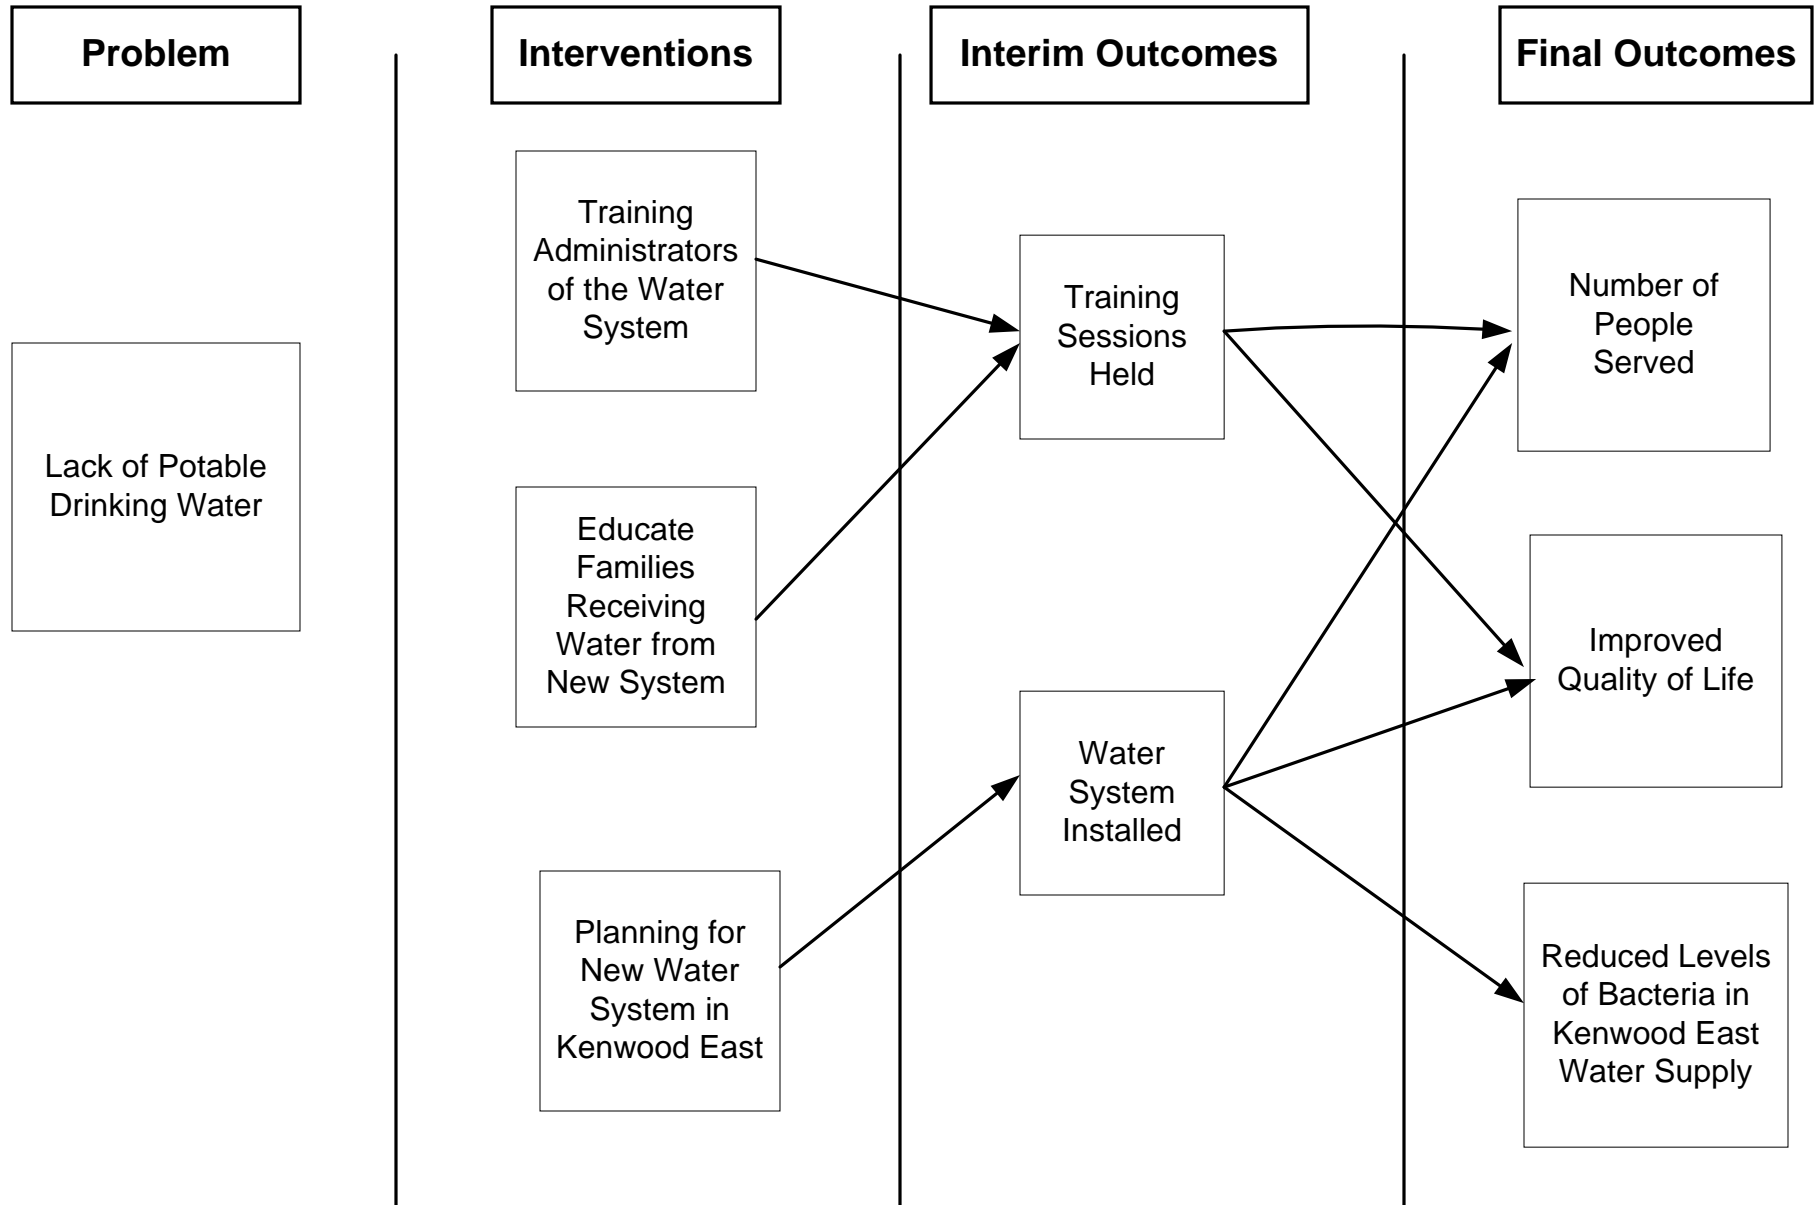 Problem
Interventions
Interim Outcomes
Final Outcomes
Lack of Potable
Drinking Water
Training
Administrators
of the Water
System
Educate
Families
Receiving
Water from
New System
Planning for
New Water
System in
Kenwood East
Training
Sessions
Held
Water
System
Installed
Number of
People
Served
Improved
Quality of Life
Reduced Levels
of Bacteria in
Kenwood East
Water Supply